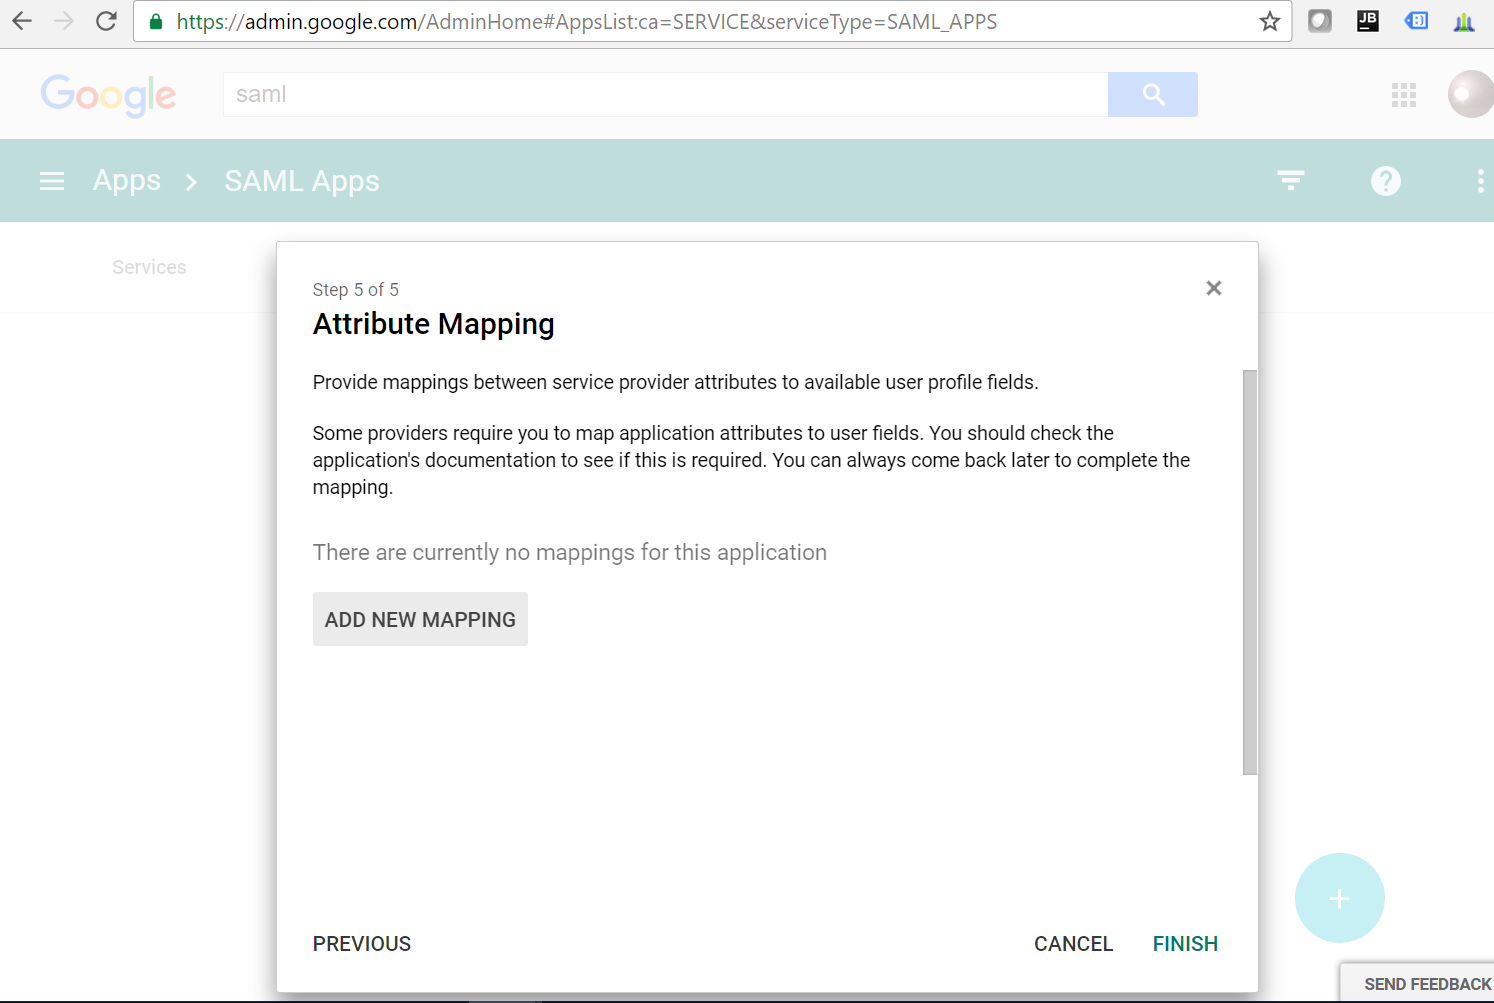 https://admin.google.com/AdminHome#AppsList:ca=SERVICE&serviceType=SAML_APPS
JB
Google
saml
Apps
SAML Apps
?
Services
Step 5 of 5
Attribute Mapping
Provide mappings between service provider attributes to available user profile fields.
Some providers require you to map application attributes to user fields. You should check the
application's documentation to see if this is required. You can always come back later to complete the
mapping.
There are currently no mappings for this application
ADD NEW MAPPING
PREVIOUS
CANCEL
FINISH
SEND FEEDBACK